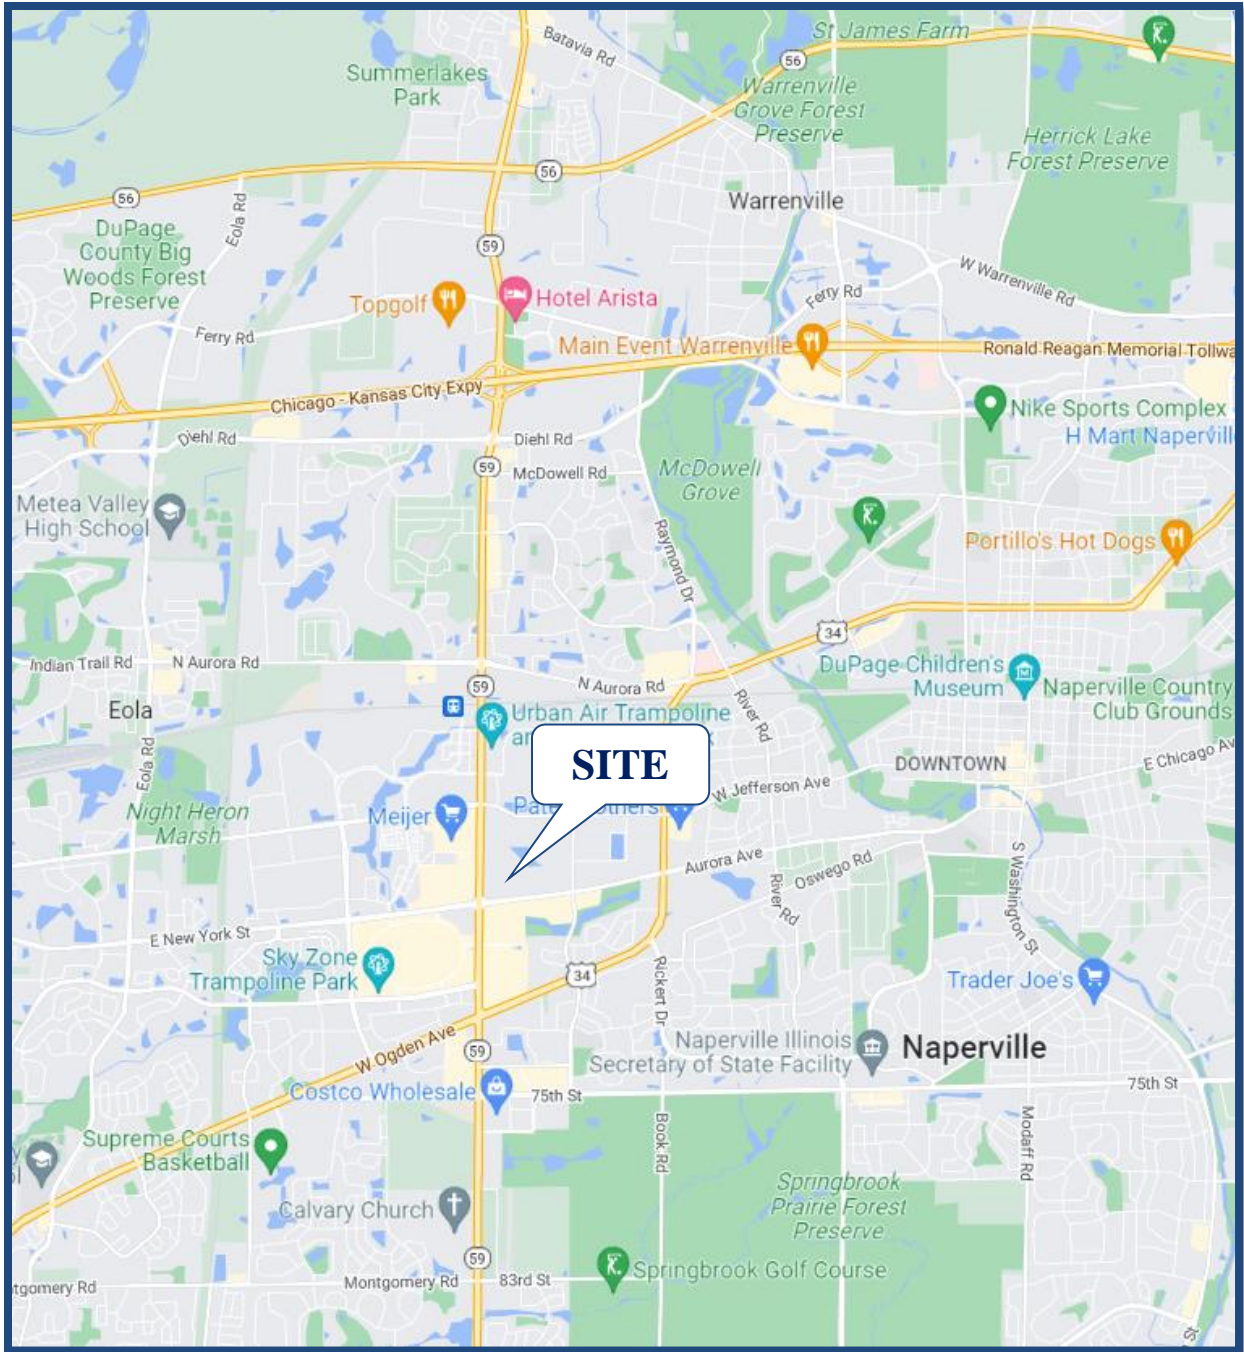 Batavia Rd
St James Farm
56
Summerlakes
Park
Warrenville
Grove Forest
Preserve
Herrick Lake
Forest Preserve
56
56
Warrenville
Eola Rd
DuPage
County Big
Woods Forest
Preserve
59
W Warrenville Rd
Topgolf
Hotel Arista
Ferry Rd
Ferry Rd
Main Event Warrenville
Ronald Reagan Memorial Tollwa
Chicago - Kansas City Expy
Nike Sports Complex
H Mart Napervill
Diehl Rd
Diehl Rd
59
McDowell Rd
McDowell
Grove
Metea Valley
High School
Raymond Dr
Portillo's Hot Dogs
34
Indian Trail Rd
N Aurora Rd
DuPage Children's
Museum
59
N Aurora Rd
Naperville Country
Club Grounds
Eola
Urban Air Trampoline
River Rd
SITE
Eola Rd
DOWNTOWN
E Chicago Av
W Jefferson Ave
Night Heron
Marsh
Meijer
Aurora Ave
Oswego Rd
River Rd
S Washington St
E New York St
Sky Zone
Trampoline Park
34
Rickert Dr
Trader Joe's
W Ogden Ave
59
Naperville Illinois
Secretary of State Facility
Naperville
Costco Wholesale
75th St
75th St
Supreme Courts
Basketball
Book Rd
Modaff Rd
Calvary Church
Springbrook
Prairie Forest
Preserve
59
Springbrook Golf Course
tgomery Rd
Montgomery Rd
83rd St